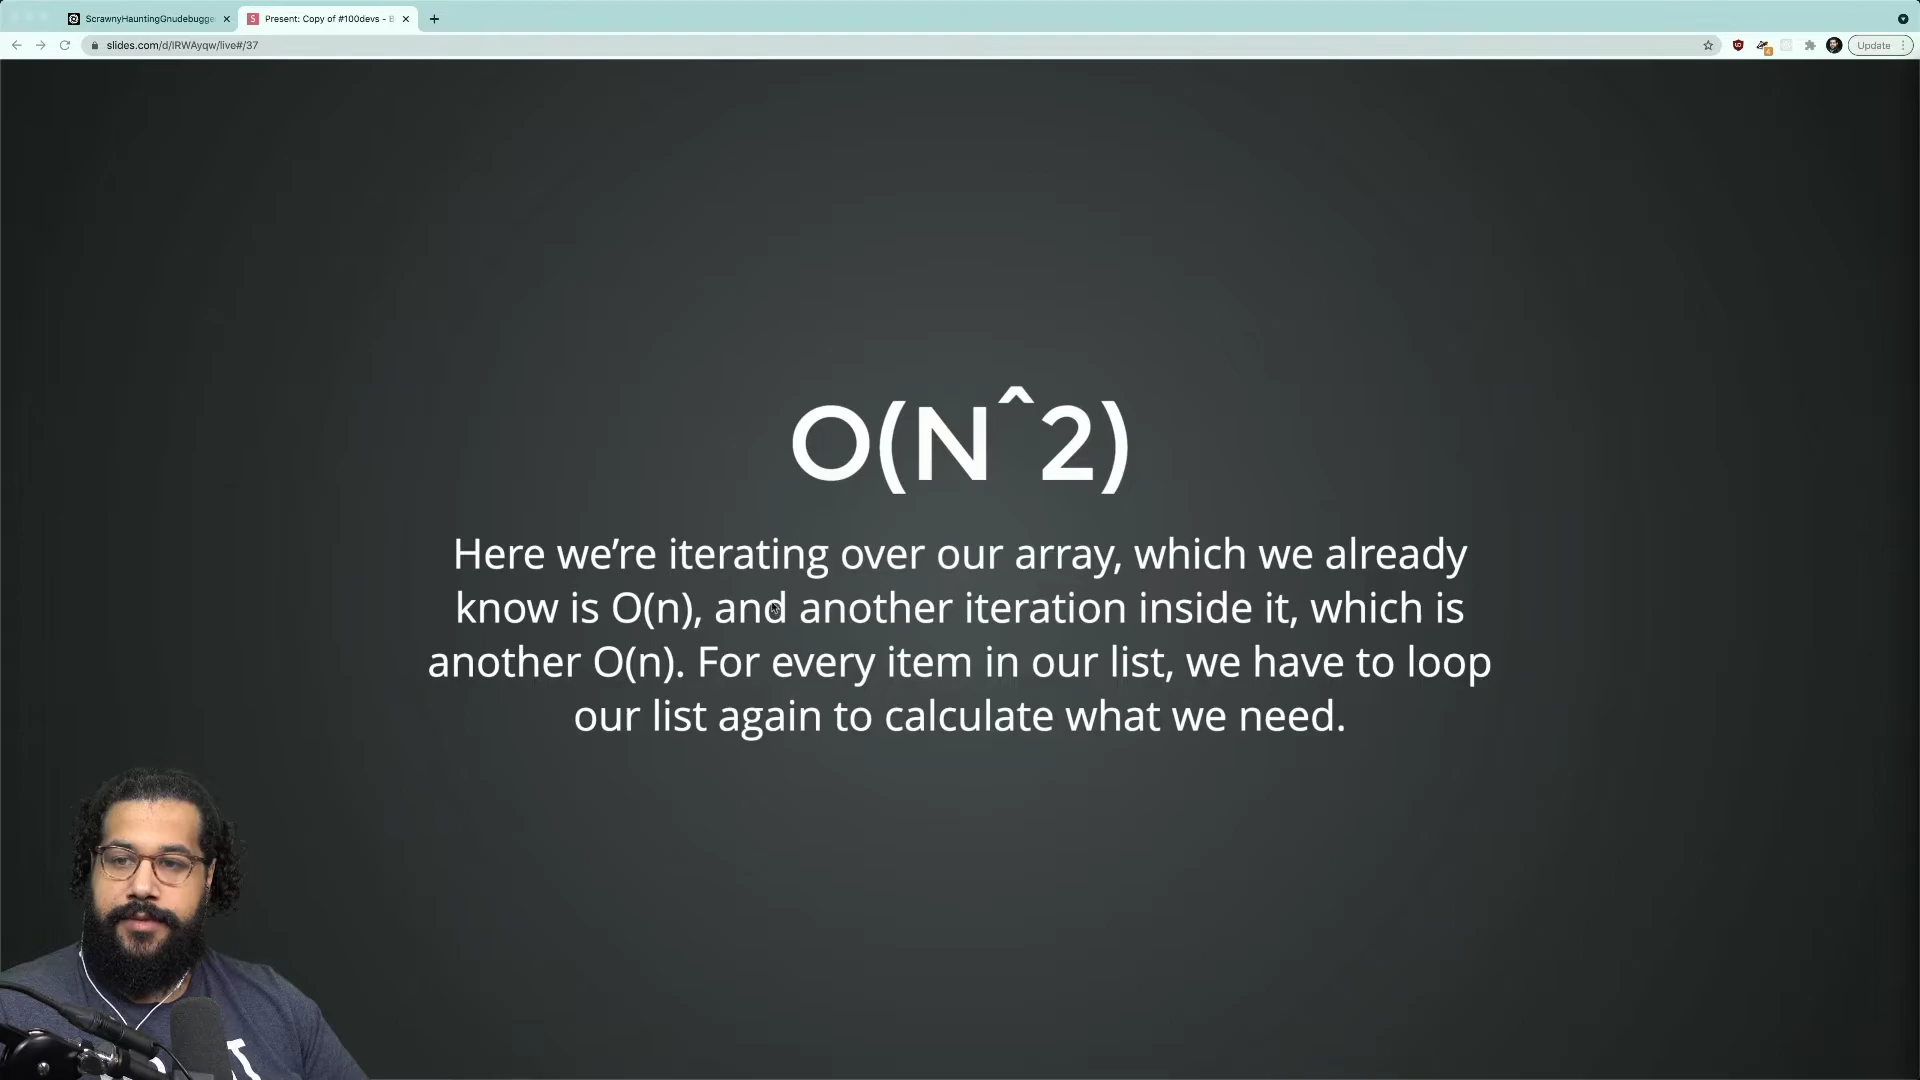 ScrawnyHauntingGnudebugge
Present: Copy of #100devs -
slides.com/d/IRWAyqw/live#/37
Update
O(N^2)
Here we’re iterating over our array, which we already
know is O(n), and another iteration inside it, which is
another O(n). For every item in our list, we have to loop
our list again to calculate what we need.